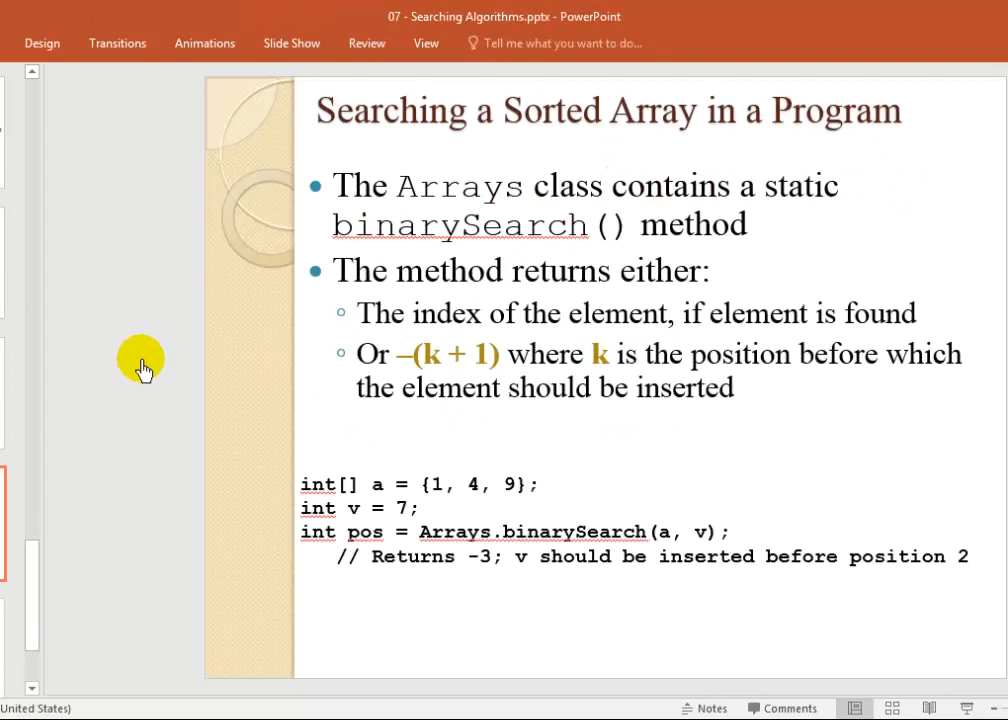 07 - Searching Algorithms.pptx - PowerPoint
Design Transitions Animations Slide Show Review View Tell me what you want to do...
Searching a Sorted Array in a Program
The Arrays class contains a static
binarySearch() method
The method returns either:
The index of the element, if element is found
Or –(k + 1) where k is the position before which
the element should be inserted
int[] a = {1, 4, 9};
int v = 7;
int pos = Arrays.binarySearch(a, v);
// Returns -3; v should be inserted before position 2
United States) Notes Comments